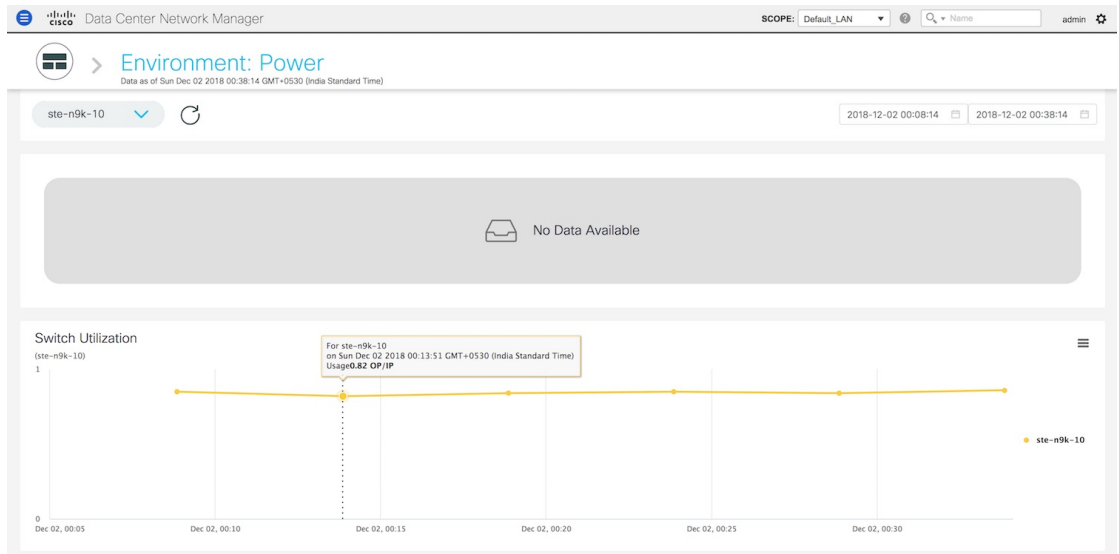 cisco Data Center Network Manager SCOPE: Default_LAN Name admin
Environment: Power
Data as of Sun Dec 02 2018 00:38:14 GMT+0530 (India Standard Time)
ste-n9k-10 2018-12-02 00:08:14 2018-12-02 00:38:14
No Data Available
Switch Utilization
(ste-n9k-10)
For ste-n9k-10
on Sun Dec 02 2018 00:13:51 GMT+0530 (India Standard Time)
Usage0.82 OP/IP
1
ste-n9k-10
0
Dec 02, 00:05 Dec 02, 00:10 Dec 02, 00:15 Dec 02, 00:20 Dec 02, 00:25 Dec 02, 00:30